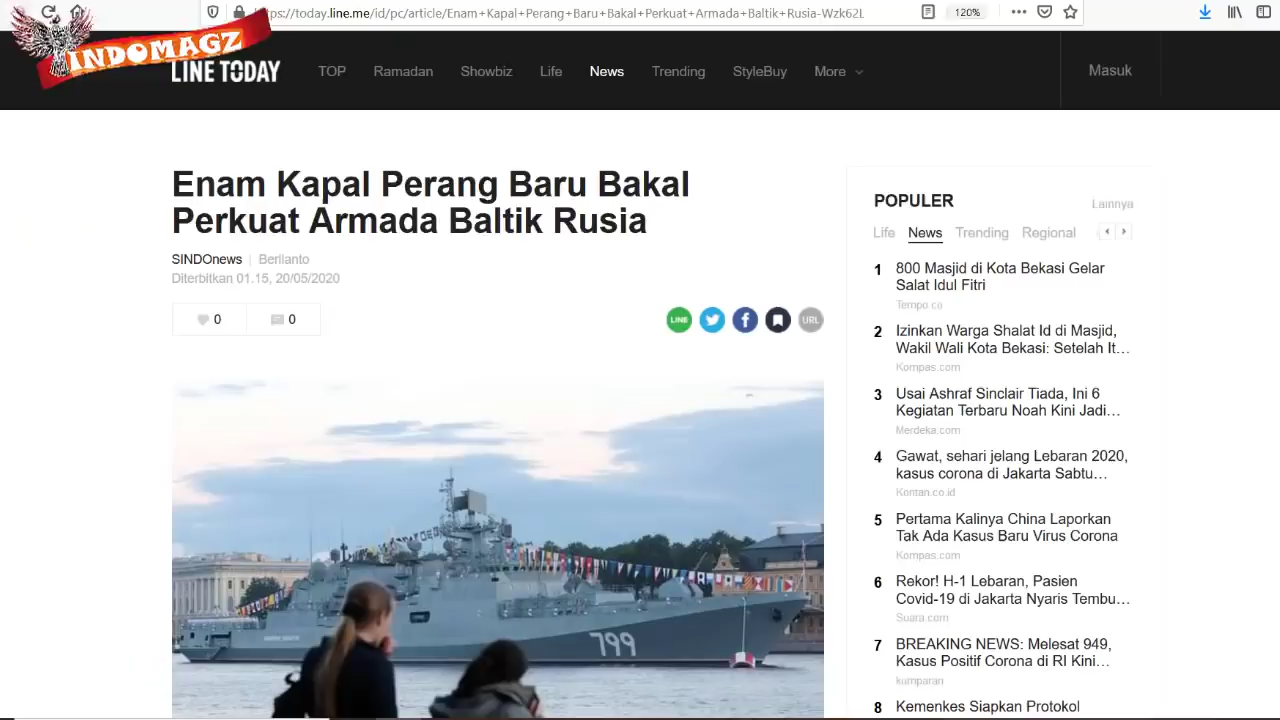 https://today.line.me/id/pc/article/Enam+Kapal+Perang+Baru+Bakal+Perkuat+Armada+Baltik+Rusia-Wzk62L
120%
INDOMAGZ
LINE TODAY
TOP
Ramadan
Showbiz
Life
News
Trending
StyleBuy
More
Masuk
Enam Kapal Perang Baru Bakal
Perkuat Armada Baltik Rusia
SINDOnews | Berlianto
Diterbitkan 01.15, 20/05/2020
0
0
LINE
URL
799
POPULER
Lainnya
Life
News
Trending
Regional
1 800 Masjid di Kota Bekasi Gelar
Salat Idul Fitri
Tempo.co
2 Izinkan Warga Shalat Id di Masjid,
Wakil Wali Kota Bekasi: Setelah It…
Kompas.com
3 Usai Ashraf Sinclair Tiada, Ini 6
Kegiatan Terbaru Noah Kini Jadi…
Merdeka.com
4 Gawat, sehari jelang Lebaran 2020,
kasus corona di Jakarta Sabtu…
Kontan.co.id
5 Pertama Kalinya China Laporkan
Tak Ada Kasus Baru Virus Corona
Kompas.com
6 Rekor! H-1 Lebaran, Pasien
Covid-19 di Jakarta Nyaris Tembu…
Suara.com
7 BREAKING NEWS: Melesat 949,
Kasus Positif Corona di RI Kini…
kumparan
8 Kemenkes Siapkan Protokol